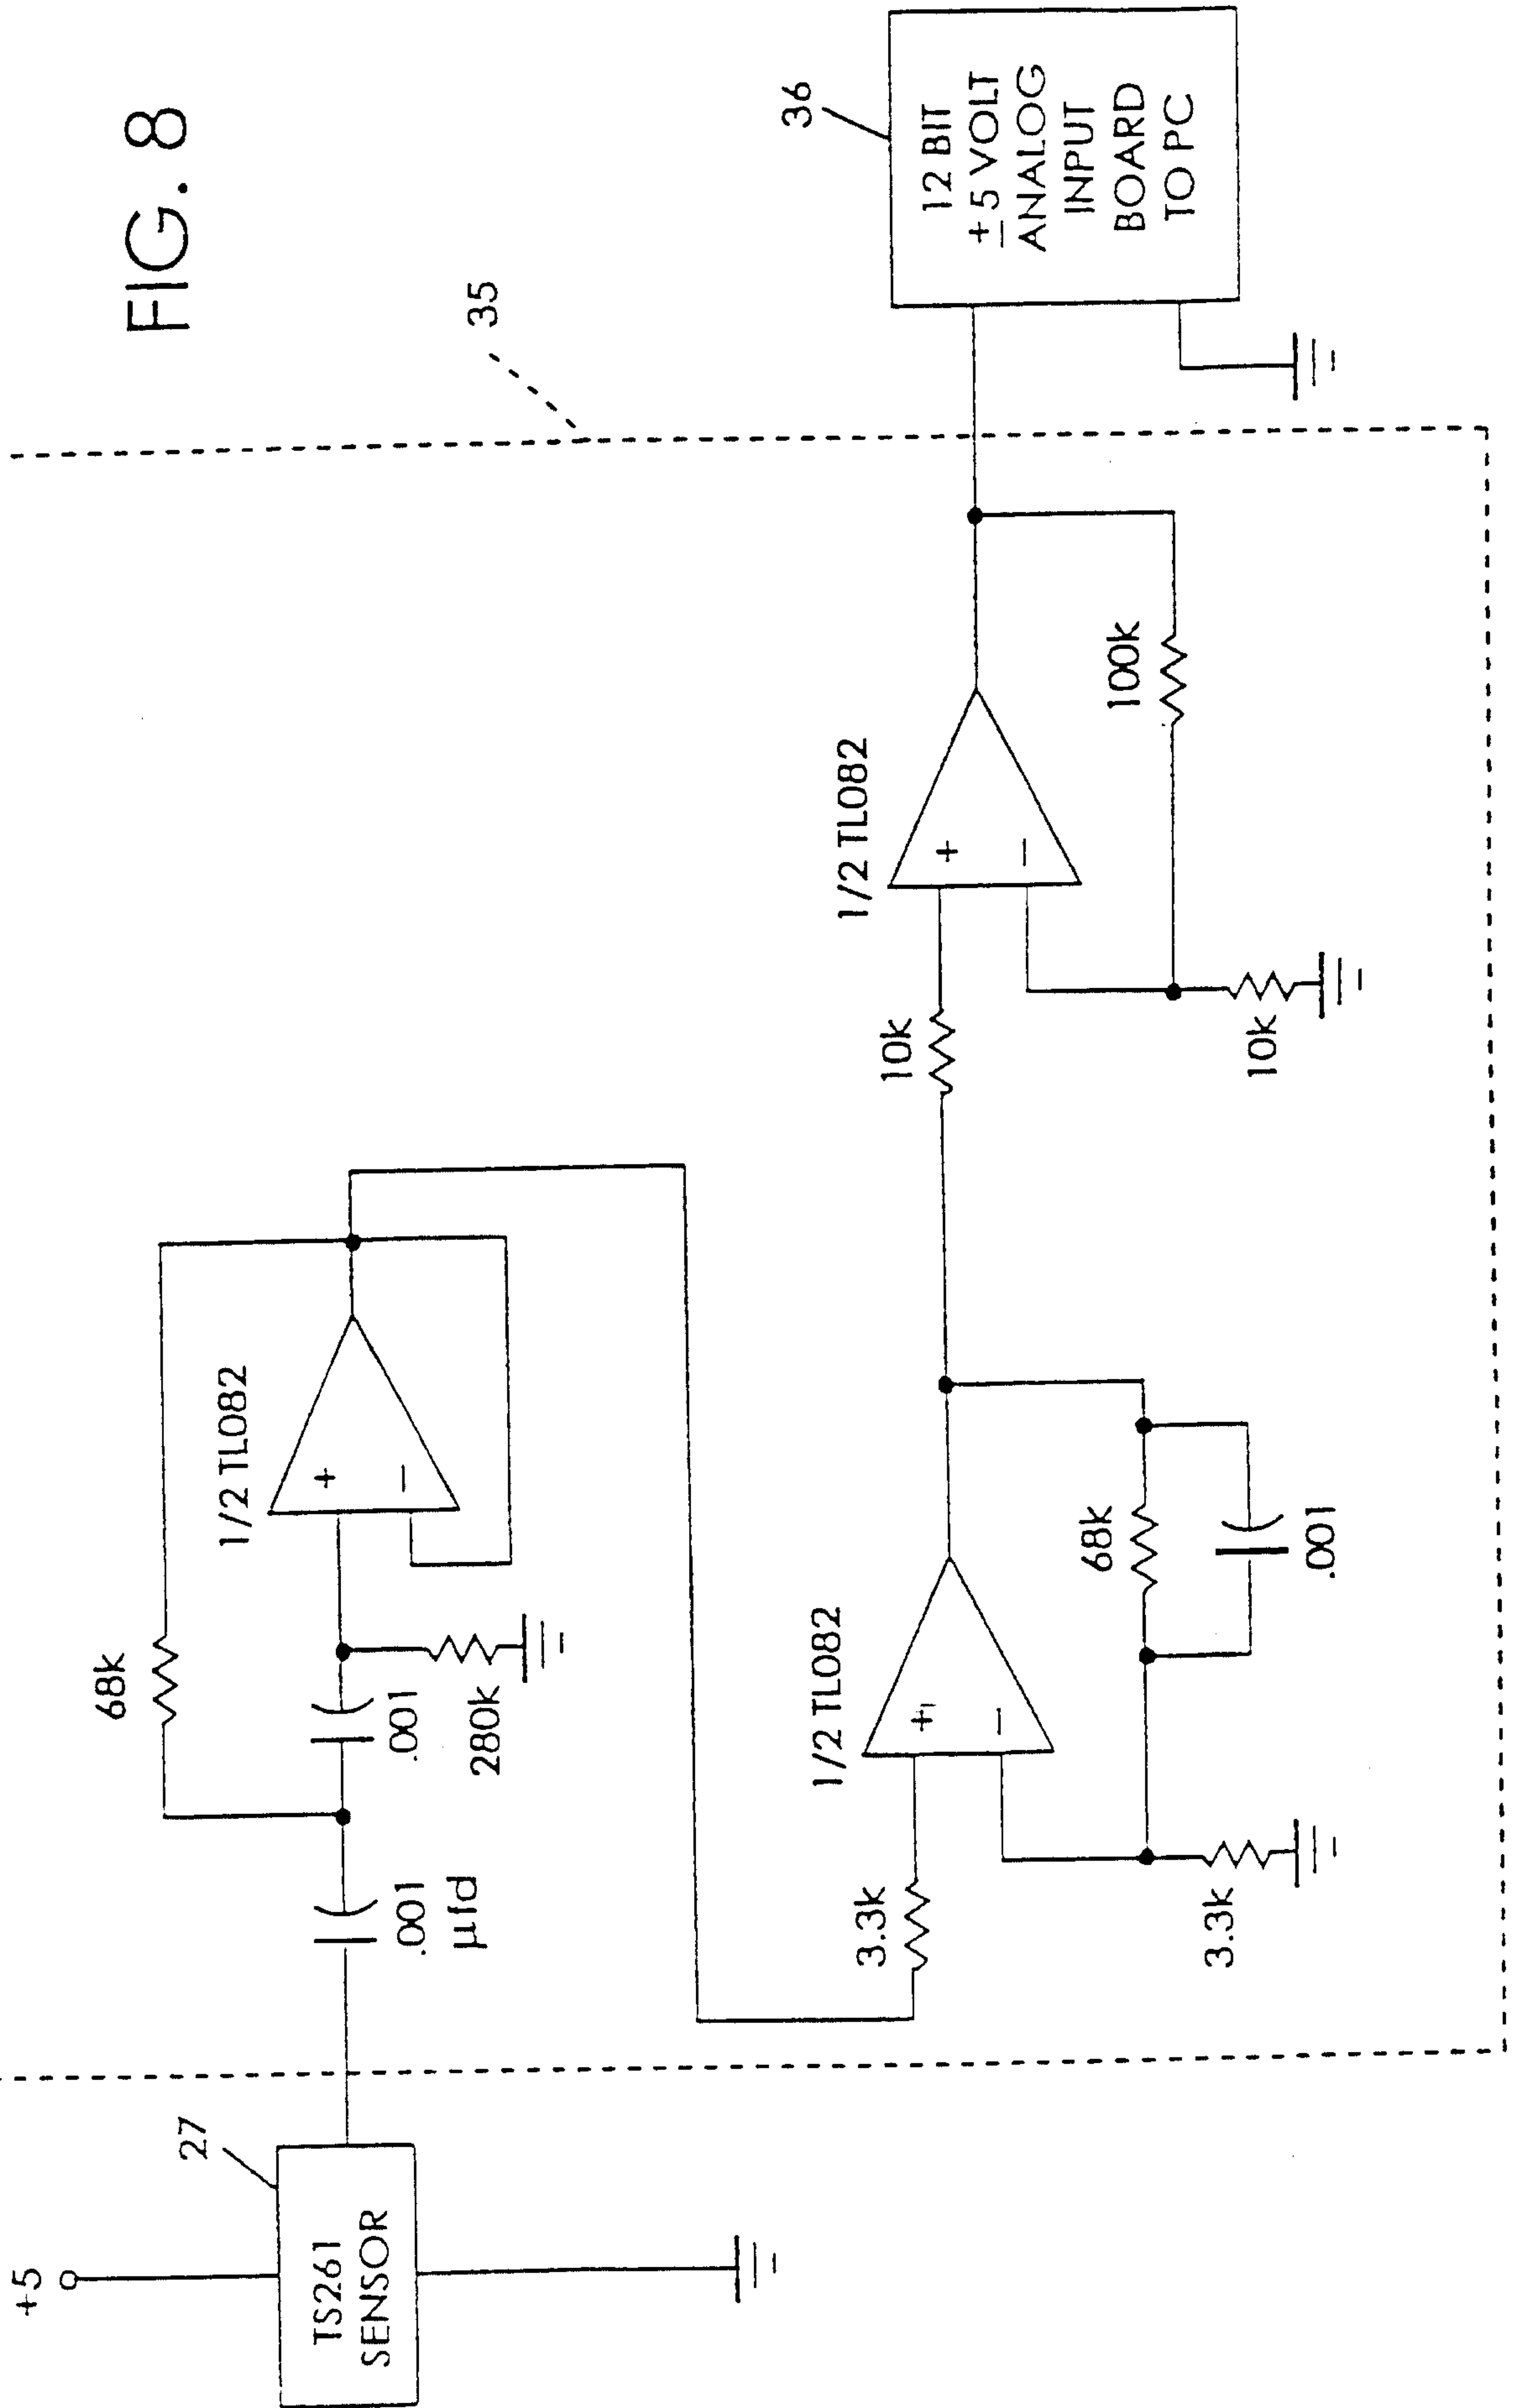 FIG. 8
+5
27
TS261
SENSOR
.001
µfd
68k
.001
280k
1/2 TL082
+
−
35
3.3k
1/2 TL082
+
−
3.3k
68k
.001
10k
1/2 TL082
+
−
10k
100k
36
12 BIT
±5 VOLT
ANALOG
INPUT
BOARD
TO PC